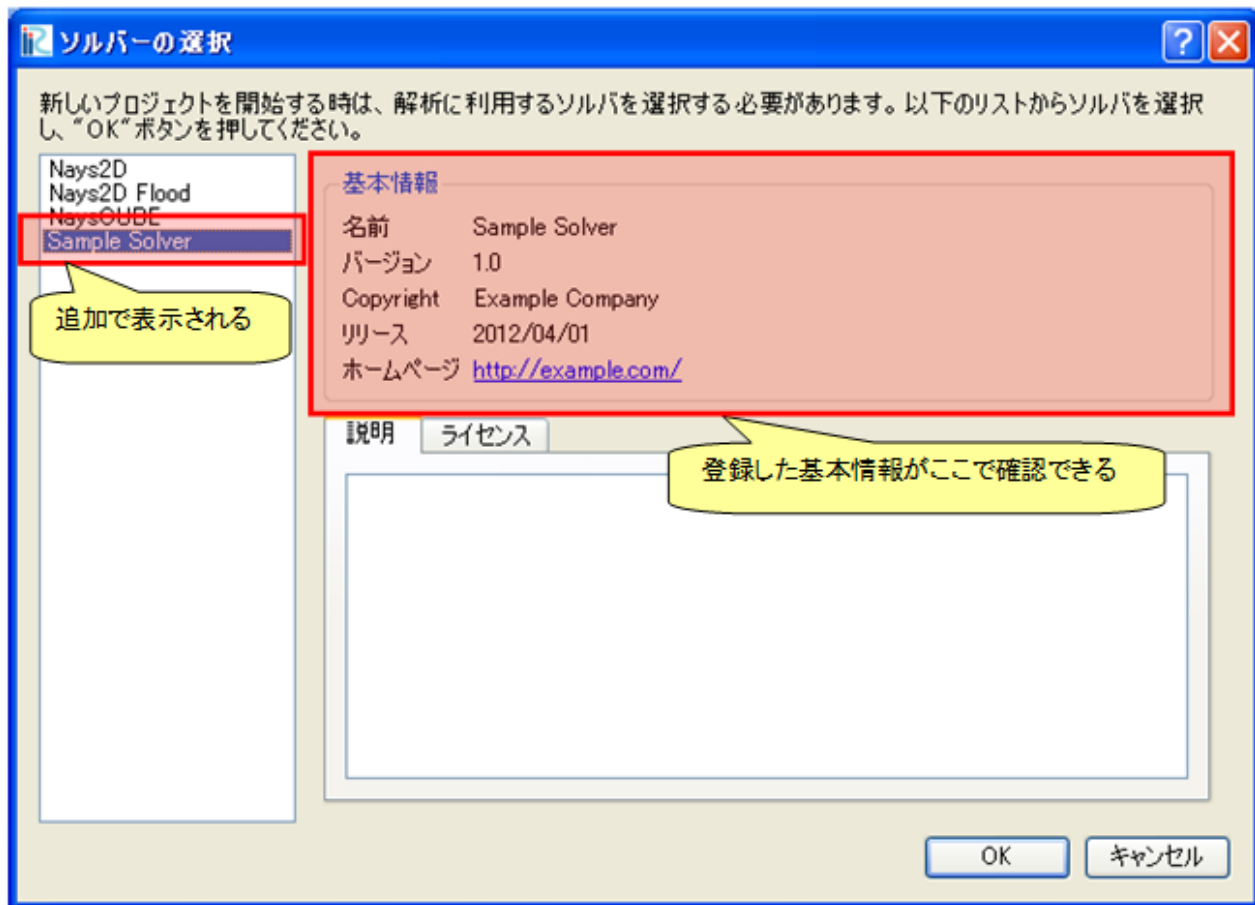 ソルバーの選択
新しいプロジェクトを開始する時は、解析に利用するソルバを選択する必要があります。以下のリストからソルバを選択
し、"OK"ボタンを押してください。
Nays2D
Nays2D Flood
NaysCUBE
Sample Solver
追加で表示される
基本情報
名前 Sample Solver
バージョン 1.0
Copyright Example Company
リリース 2012/04/01
ホームページ http://example.com/
説明 ライセンス
登録した基本情報がここで確認できる
OK キャンセル